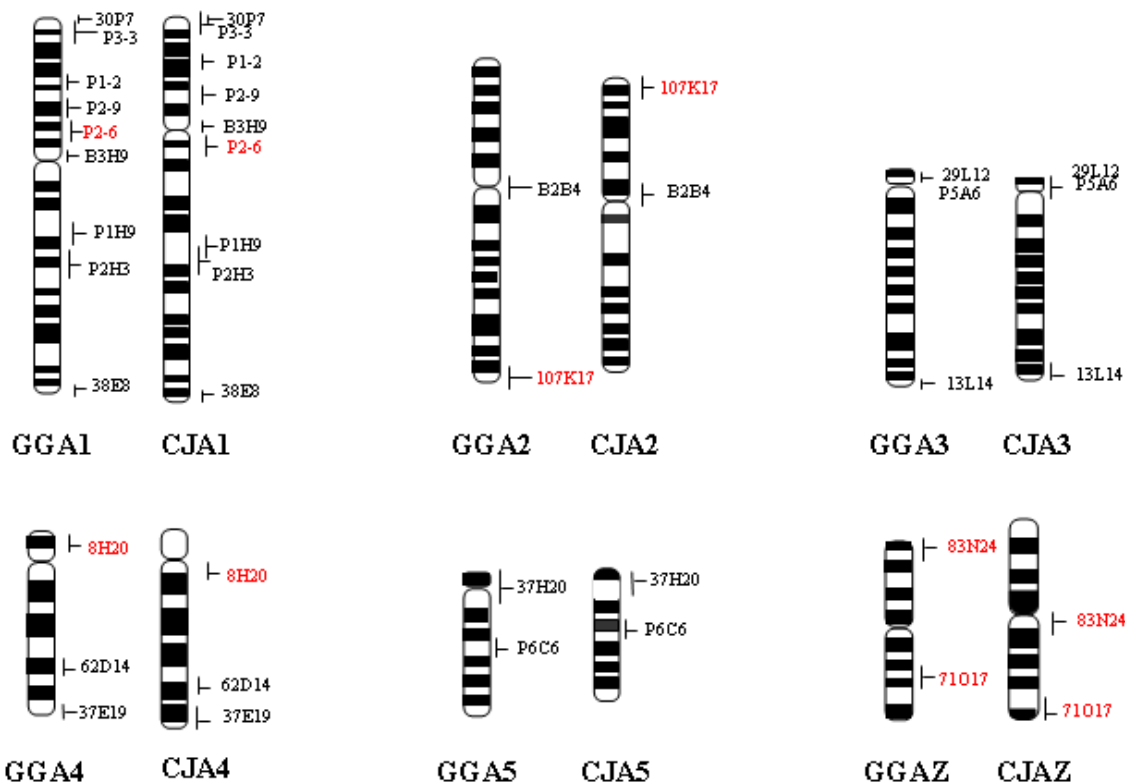 30P7
P3-3
P1-2
P2-9
P2-6
B3H9
P1H9
P2H3
38E8
GGA1
30P7
P3-3
P1-2
P2-9
B3H9
P2-6
P1H9
P2H3
38E8
CJA1
B2B4
107K17
GGA2
107K17
B2B4
CJA2
29L12
P5A6
13L14
GGA3
29L12
P5A6
13L14
CJA3
8H20
62D14
37E19
GGA4
8H20
62D14
37E19
CJA4
37H20
P6C6
GGA5
37H20
P6C6
CJA5
83N24
71O17
GGAZ
83N24
71O17
CJAZ